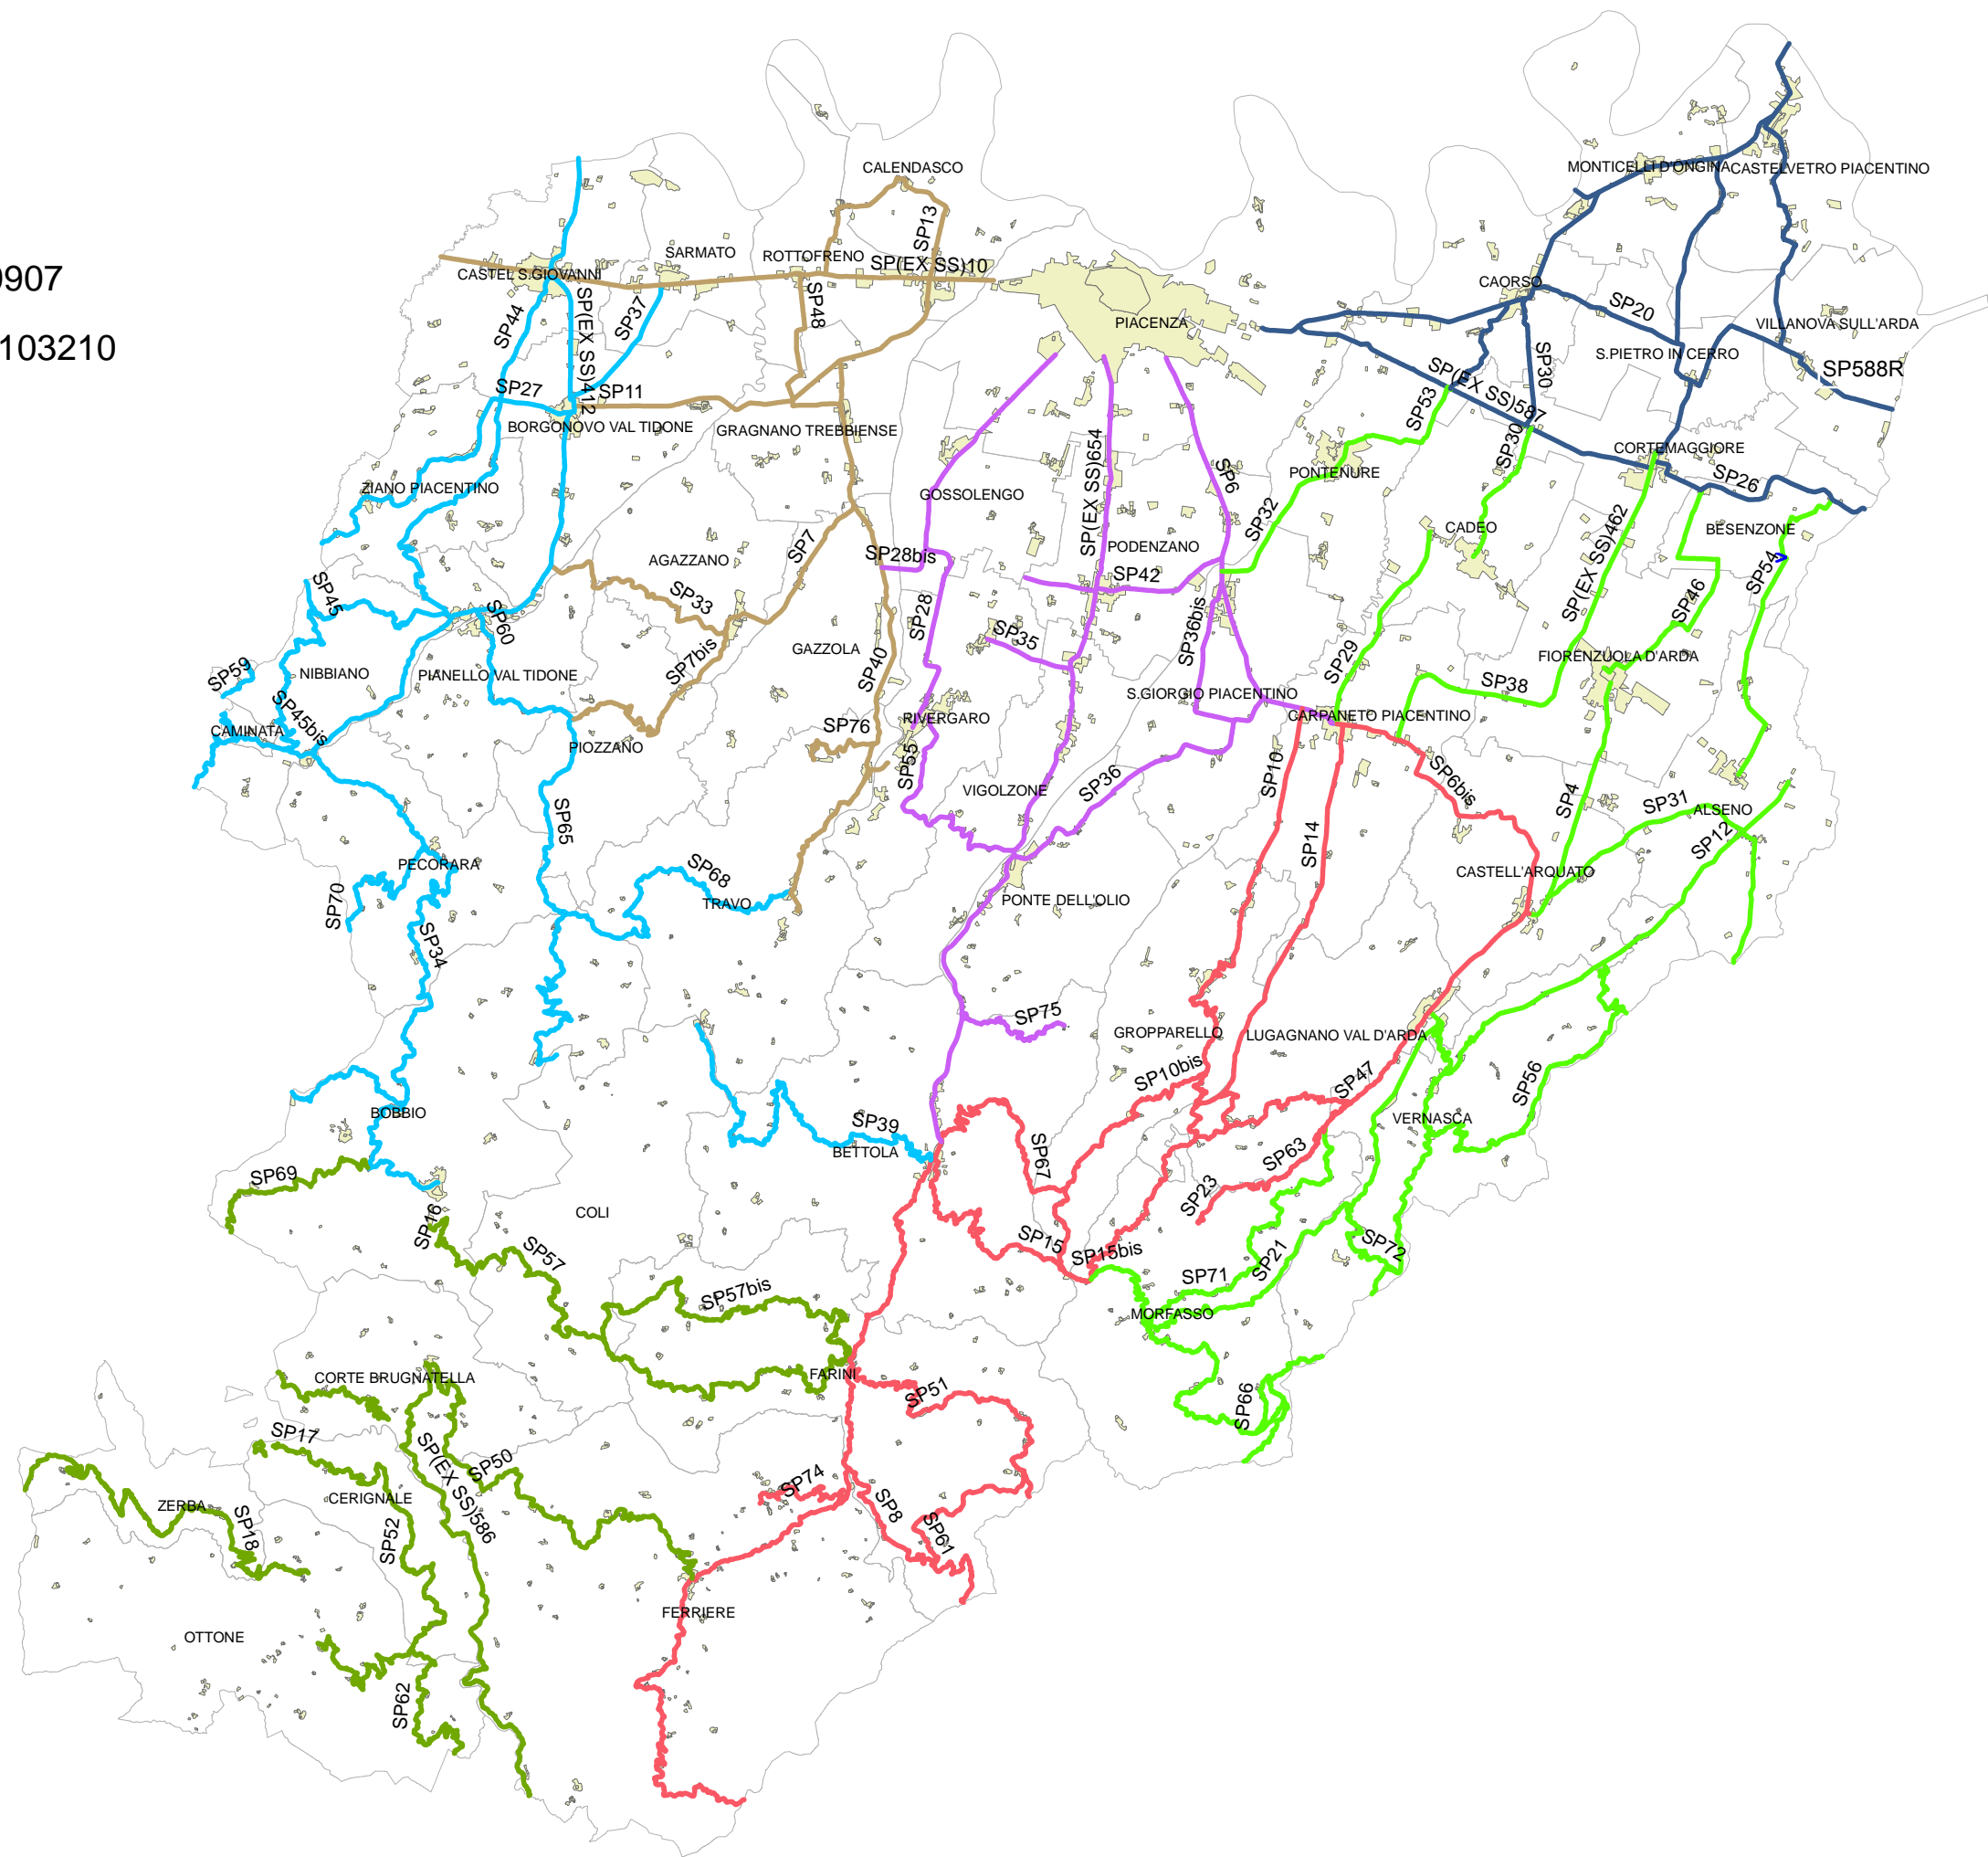 MONTICELLI D'ONGINA
CASTELVETRO PIACENTINO
CALENDASCO
SP13
SARMATO
ROTTOFRENO
SP(EX SS)10
CASTEL S.GIOVANNI
0907
CAORSO
SP20
SP44
SP(EX SS)412
SP37
SP48
PIACENZA
VILLANOVA SULL'ARDA
103210
S.PIETRO IN CERRO
SP588R
SP30
SP(EX SS)587
SP53
SP27
SP11
BORGONOVO VAL TIDONE
GRAGNANO TREBBIENSE
SP30
CORTEMAGGIORE
SP6
PONTENURE
SP26
ZIANO PIACENTINO
GOSSOLENGO
SP(EX SS)654
SP32
CADEO
BESENZONE
SP(EX SS)462
SP7
AGAZZANO
SP28bis
PODENZANO
SP42
SP54
SP45
SP33
SP46
SP60
SP28
SP35
SP36bis
SP29
FIORENZUOLA D'ARDA
SP59
NIBBIANO
PIANELLO VAL TIDONE
SP7bis
GAZZOLA
SP40
SP38
S.GIORGIO PIACENTINO
CARPANETO PIACENTINO
RIVERGARO
SP45bis
CAMINATA
PIOZZANO
SP76
SP55
SP10
SP6bis
VIGOLZONE
SP36
SP4
SP31
ALSENO
SP65
SP14
SP12
PECORARA
SP68
CASTELL'ARQUATO
SP70
TRAVO
PONTE DELL'OLIO
SP34
SP75
GROPPARELLO
LUGAGNANO VAL D'ARDA
SP10bis
SP47
SP56
BOBBIO
SP39
VERNASCA
BETTOLA
SP67
SP63
SP69
SP23
SP16
COLI
SP15
SP72
SP57
SP15bis
SP21
SP71
SP57bis
MORFASSO
CORTE BRUGNATELLA
FARINI
SP51
SP66
SP17
SP(EX SS)586
SP50
SP74
CERIGNALE
ZERBA
SP18
SP52
SP8
SP61
FERRIERE
OTTONE
SP62